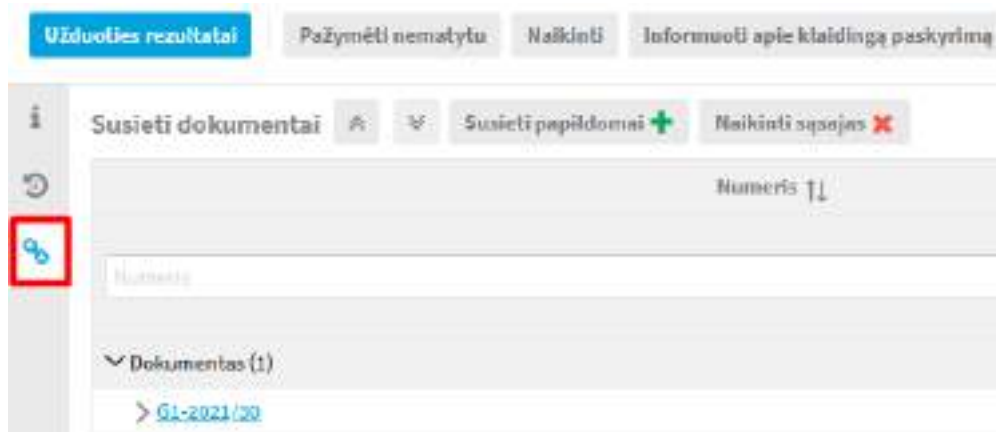 Užduoties rezultatai Pažymėti nematytu Naikinti Informuoti apie klaidingą paskyrimą
Susieti dokumentai Susieti papildomai Naikinti sąsajas
Numeris
Numeris
Dokumentas (1)
G1-2021/30